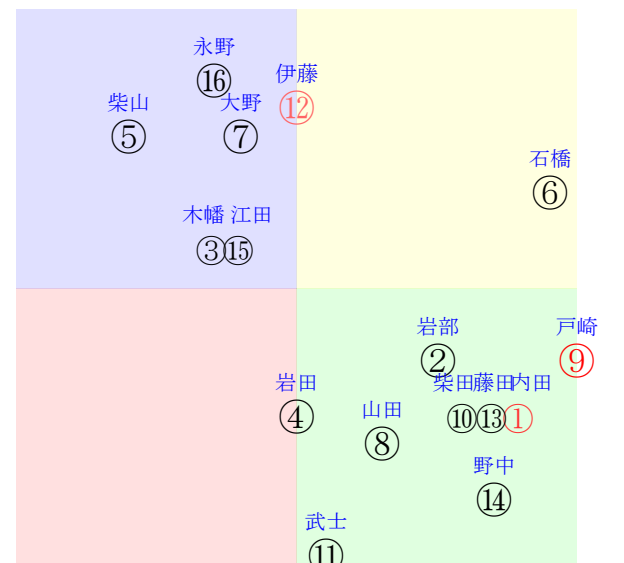 永野
⑯
伊藤
⑫
柴山
⑤
大野
⑦
石橋
⑥
木幡 江田
③⑮
岩部
②
戸崎
⑨
岩田
④
柴田藤田内田
⑩⑬①
山田
⑧
野中
⑭
武士
⑪